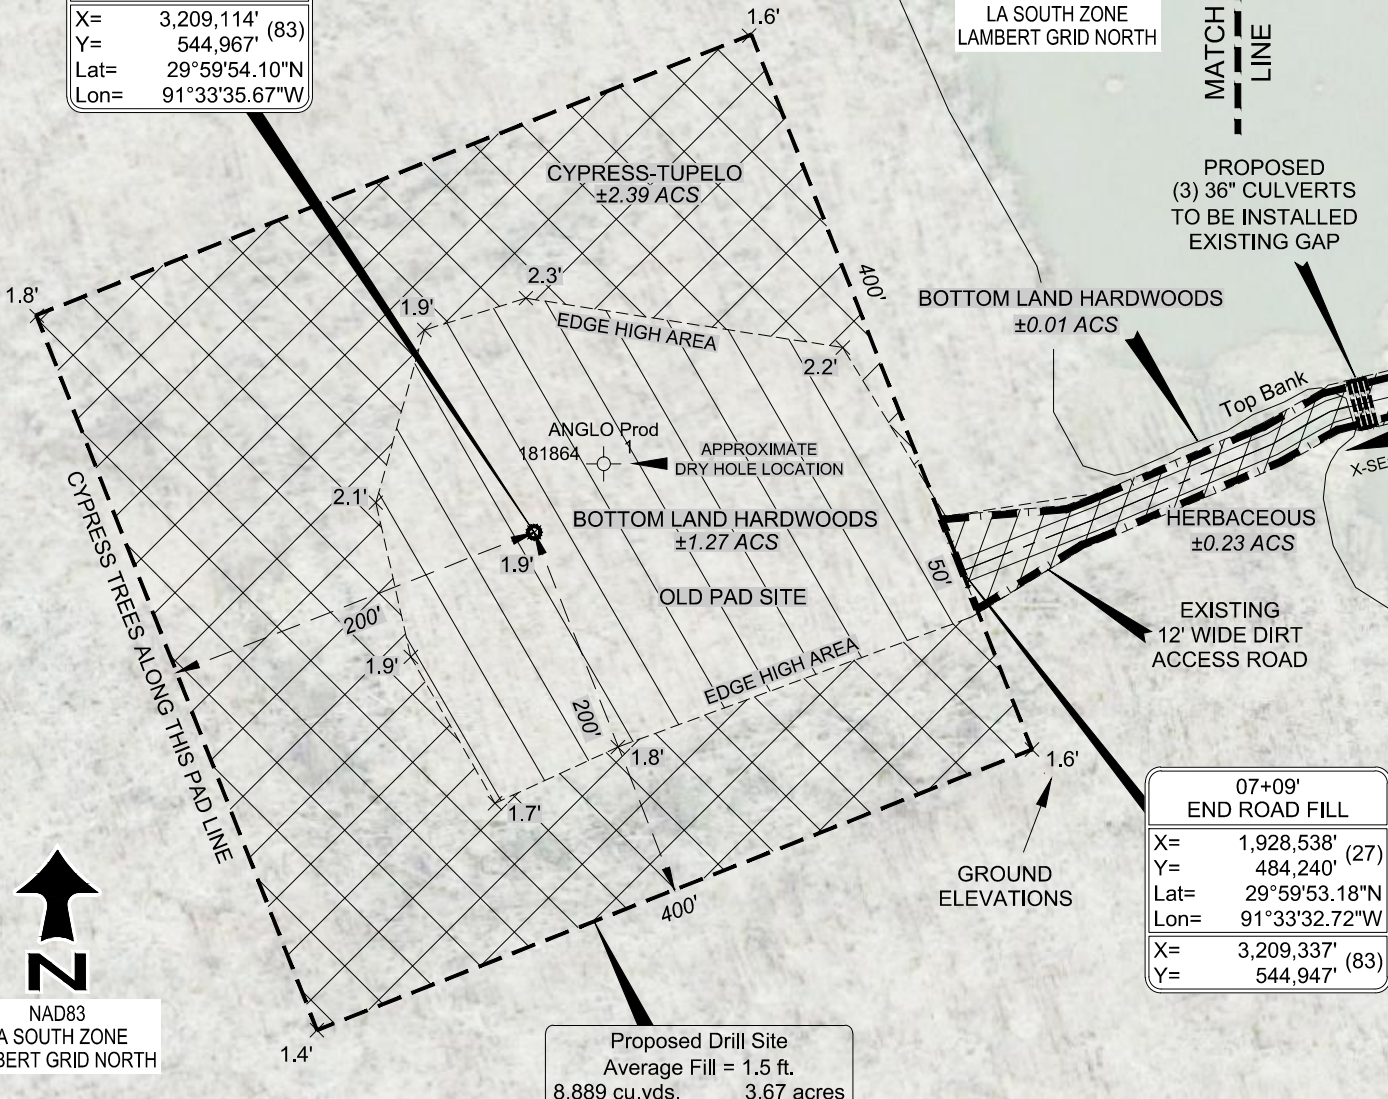 X= 3,209,114' (83)
Y= 544,967'
Lat= 29°59'54.10"N
Lon= 91°33'35.67"W
1.6'
LA SOUTH ZONE
LAMBERT GRID NORTH
MATCH
LINE
CYPRESS-TUPELO
±2.39 ACS
PROPOSED
(3) 36" CULVERTS
TO BE INSTALLED
EXISTING GAP
1.8'
2.3'
1.9'
400'
EDGE HIGH AREA
2.2'
BOTTOM LAND HARDWOODS
±0.01 ACS
Top Bank
ANGLO Prod
181864 1
APPROXIMATE
DRY HOLE LOCATION
X-SE
CYPRESS TREES ALONG THIS PAD LINE
2.1'
BOTTOM LAND HARDWOODS
±1.27 ACS
HERBACEOUS
±0.23 ACS
1.9'
50'
OLD PAD SITE
200'
EXISTING
12' WIDE DIRT
ACCESS ROAD
1.9'
EDGE HIGH AREA
200'
1.8'
1.6'
1.7'
07+09'
END ROAD FILL
X= 1,928,538' (27)
Y= 484,240'
Lat= 29°59'53.18"N
Lon= 91°33'32.72"W
X= 3,209,337' (83)
Y= 544,947'
GROUND
ELEVATIONS
400'
N
NAD83
A SOUTH ZONE
BERT GRID NORTH
1.4'
Proposed Drill Site
Average Fill = 1.5 ft.
8,889 cu.yds. 3.67 acres